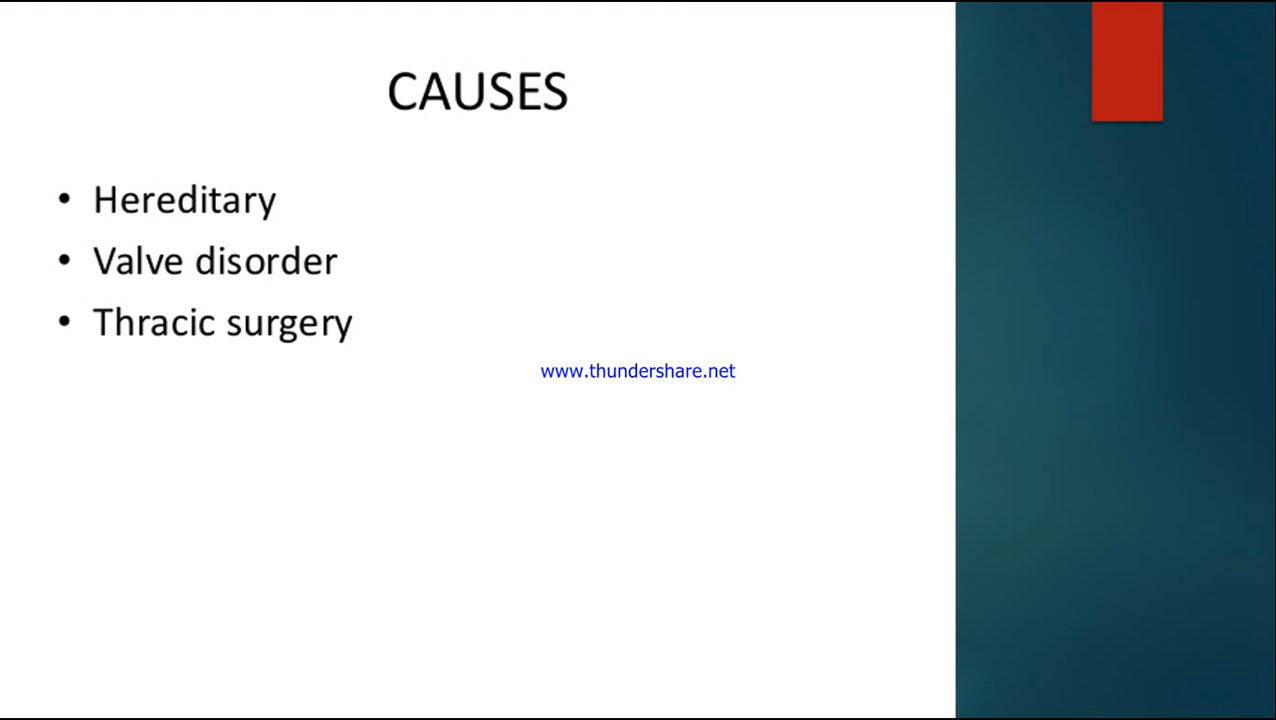 CAUSES
• Hereditary
• Valve disorder
• Thracic surgery
www.thundershare.net